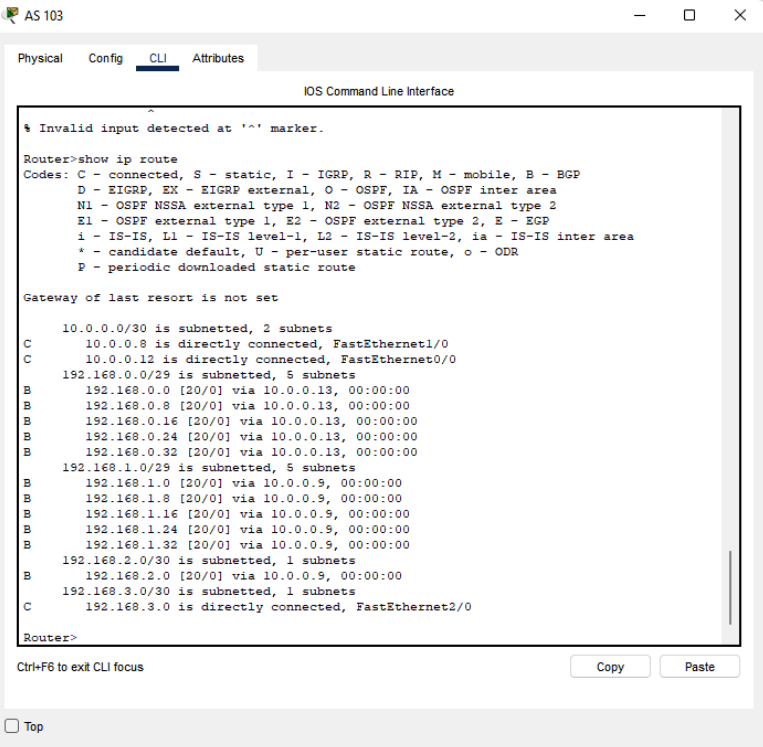 AS 103
Physical Config CLI Attributes
IOS Command Line Interface
^
% Invalid input detected at '^' marker.
Router>show ip route
Codes: C - connected, S - static, I - IGRP, R - RIP, M - mobile, B - BGP
D - EIGRP, EX - EIGRP external, O - OSPF, IA - OSPF inter area
N1 - OSPF NSSA external type 1, N2 - OSPF NSSA external type 2
E1 - OSPF external type 1, E2 - OSPF external type 2, E - EGP
i - IS-IS, L1 - IS-IS level-1, L2 - IS-IS level-2, ia - IS-IS inter area
* - candidate default, U - per-user static route, o - ODR
P - periodic downloaded static route
Gateway of last resort is not set
10.0.0.0/30 is subnetted, 2 subnets
C 10.0.0.8 is directly connected, FastEthernet1/0
C 10.0.0.12 is directly connected, FastEthernet0/0
192.168.0.0/29 is subnetted, 5 subnets
B 192.168.0.0 [20/0] via 10.0.0.13, 00:00:00
B 192.168.0.8 [20/0] via 10.0.0.13, 00:00:00
B 192.168.0.16 [20/0] via 10.0.0.13, 00:00:00
B 192.168.0.24 [20/0] via 10.0.0.13, 00:00:00
B 192.168.0.32 [20/0] via 10.0.0.13, 00:00:00
192.168.1.0/29 is subnetted, 5 subnets
B 192.168.1.0 [20/0] via 10.0.0.9, 00:00:00
B 192.168.1.8 [20/0] via 10.0.0.9, 00:00:00
B 192.168.1.16 [20/0] via 10.0.0.9, 00:00:00
B 192.168.1.24 [20/0] via 10.0.0.9, 00:00:00
B 192.168.1.32 [20/0] via 10.0.0.9, 00:00:00
192.168.2.0/30 is subnetted, 1 subnets
B 192.168.2.0 [20/0] via 10.0.0.9, 00:00:00
192.168.3.0/30 is subnetted, 1 subnets
C 192.168.3.0 is directly connected, FastEthernet2/0
Router>
Ctrl+F6 to exit CLI focus Copy Paste
Top